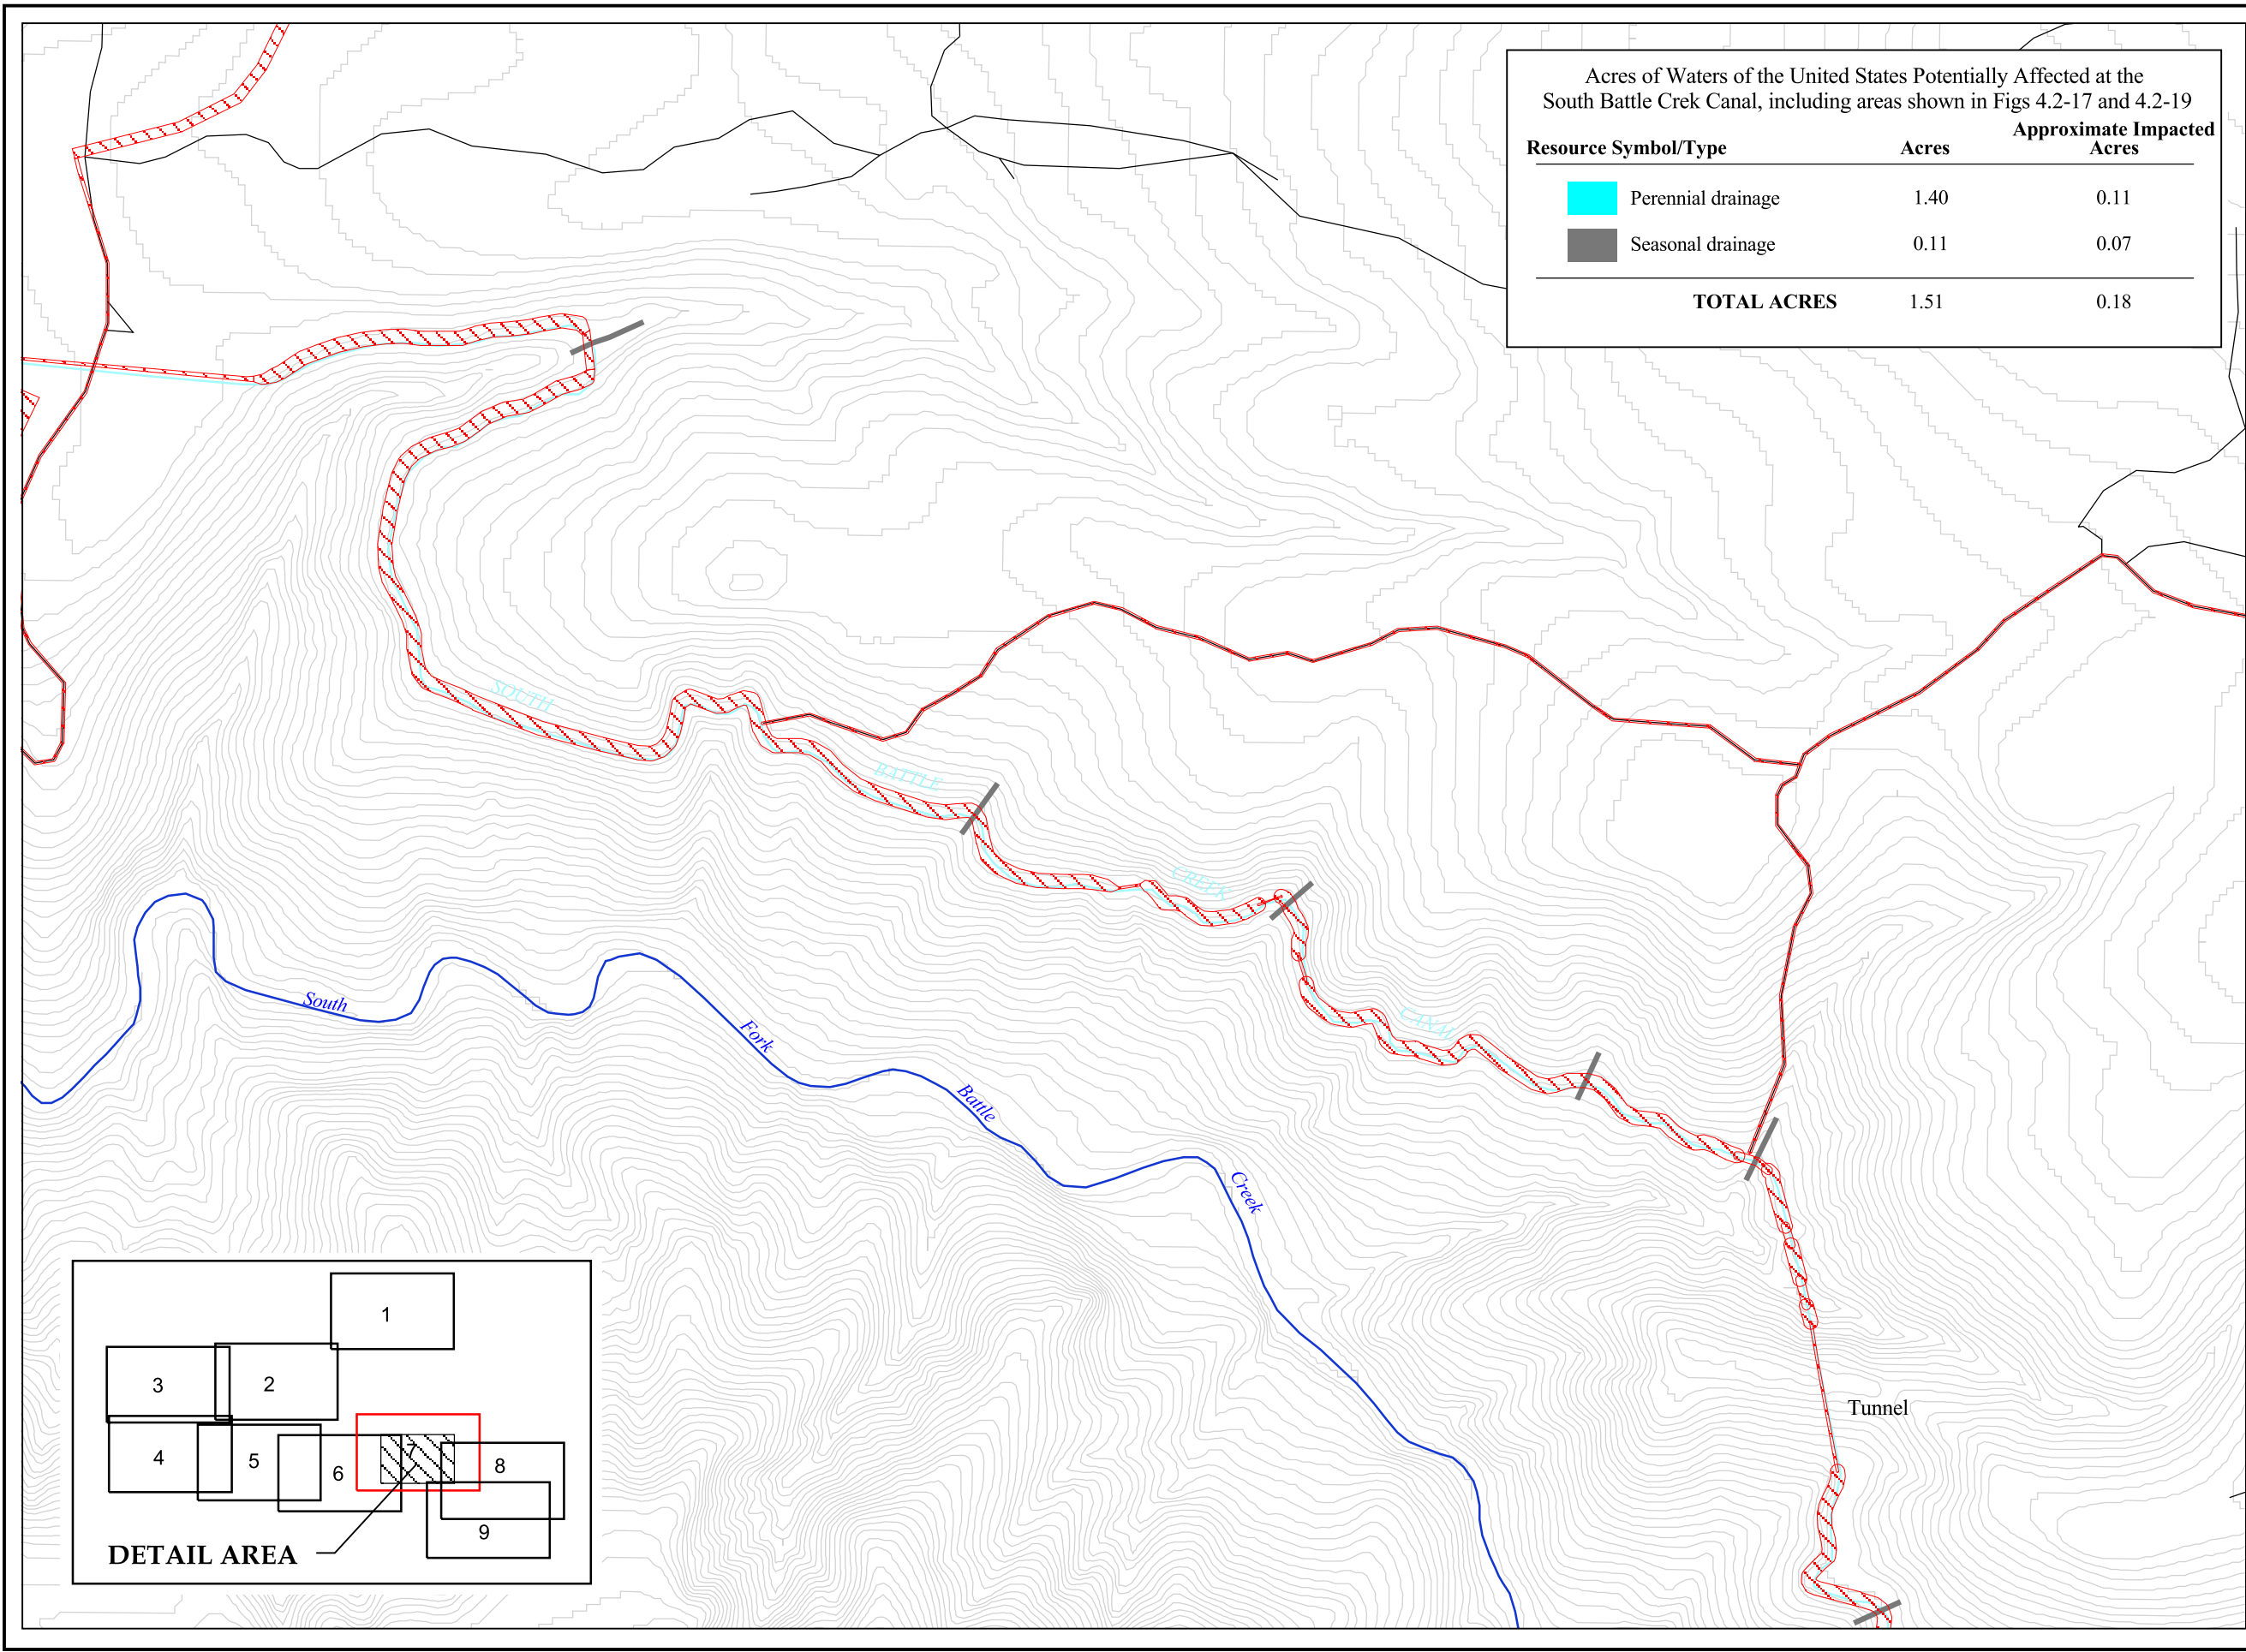 Acres of Waters of the United States Potentially Affected at the
South Battle Crek Canal, including areas shown in Figs 4.2-17 and 4.2-19
Approximate Impacted
Resource Symbol/Type Acres Acres
Perennial drainage 1.40 0.11
Seasonal drainage 0.11 0.07
TOTAL ACRES 1.51 0.18
SOUTH
BATTLE
CREEK
CANAL
South
Fork
Battle
Creek
Tunnel
1
3 2
4 5 6 7 8
9
DETAIL AREA